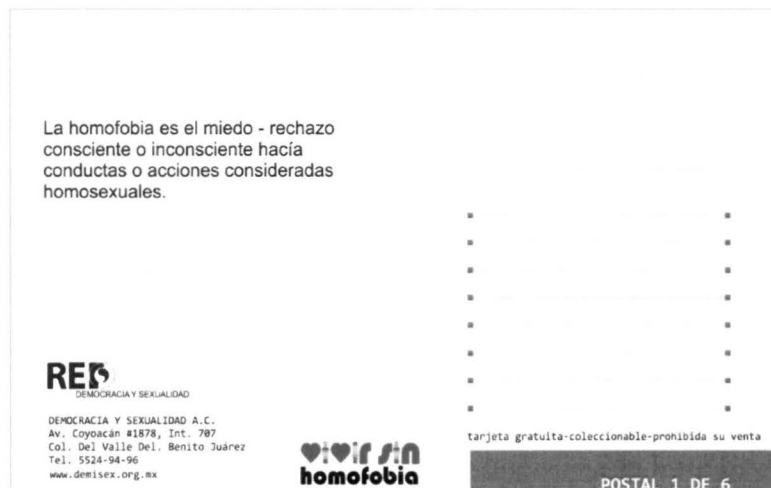 La homofobia es el miedo - rechazo
consciente o inconsciente hacía
conductas o acciones consideradas
homosexuales.
RED
DEMOCRACIA Y SEXUALIDAD
DEMOCRACIA Y SEXUALIDAD A.C.
Av. Coyoacán #1878, Int. 707
Col. Del Valle Del. Benito Juárez
Tel. 5524-94-96
www.demisex.org.mx
vivir sin
homofobia
tarjeta gratuita-coleccionable-prohibida su venta
POSTAL 1 DE 6